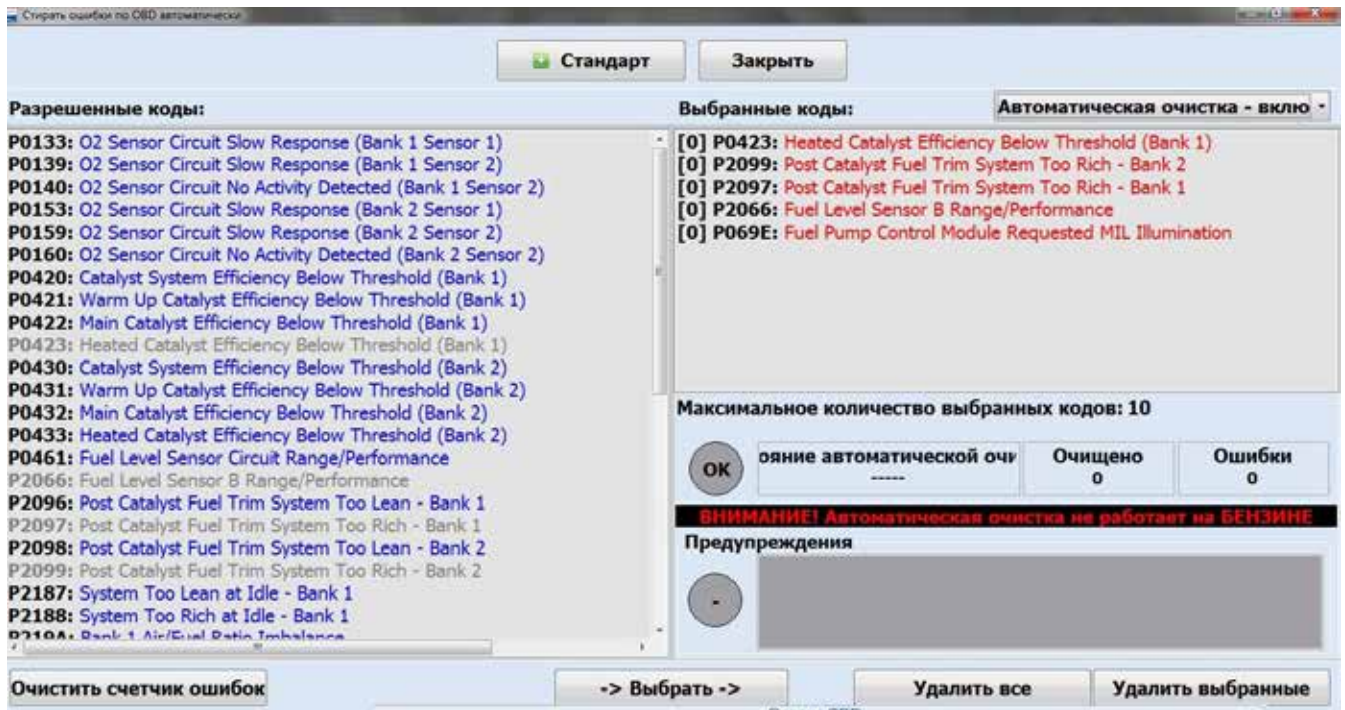 Стирать ошибки по OBD автоматически
Стандарт
Закрыть
Разрешенные коды:
P0133: O2 Sensor Circuit Slow Response (Bank 1 Sensor 1)
P0139: O2 Sensor Circuit Slow Response (Bank 1 Sensor 2)
P0140: O2 Sensor Circuit No Activity Detected (Bank 1 Sensor 2)
P0153: O2 Sensor Circuit Slow Response (Bank 2 Sensor 1)
P0159: O2 Sensor Circuit Slow Response (Bank 2 Sensor 2)
P0160: O2 Sensor Circuit No Activity Detected (Bank 2 Sensor 2)
P0420: Catalyst System Efficiency Below Threshold (Bank 1)
P0421: Warm Up Catalyst Efficiency Below Threshold (Bank 1)
P0422: Main Catalyst Efficiency Below Threshold (Bank 1)
P0423: Heated Catalyst Efficiency Below Threshold (Bank 1)
P0430: Catalyst System Efficiency Below Threshold (Bank 2)
P0431: Warm Up Catalyst Efficiency Below Threshold (Bank 2)
P0432: Main Catalyst Efficiency Below Threshold (Bank 2)
P0433: Heated Catalyst Efficiency Below Threshold (Bank 2)
P0461: Fuel Level Sensor Circuit Range/Performance
P2066: Fuel Level Sensor B Range/Performance
P2096: Post Catalyst Fuel Trim System Too Lean - Bank 1
P2097: Post Catalyst Fuel Trim System Too Rich - Bank 1
P2098: Post Catalyst Fuel Trim System Too Lean - Bank 2
P2099: Post Catalyst Fuel Trim System Too Rich - Bank 2
P2187: System Too Lean at Idle - Bank 1
P2188: System Too Rich at Idle - Bank 1
P219A: Bank 1 Air/Fuel Ratio Imbalance
Выбранные коды:
Автоматическая очистка - вклю
[0] P0423: Heated Catalyst Efficiency Below Threshold (Bank 1)
[0] P2099: Post Catalyst Fuel Trim System Too Rich - Bank 2
[0] P2097: Post Catalyst Fuel Trim System Too Rich - Bank 1
[0] P2066: Fuel Level Sensor B Range/Performance
[0] P069E: Fuel Pump Control Module Requested MIL Illumination
Максимальное количество выбранных кодов: 10
OK
ояние автоматической очи
-----
Очищено
0
Ошибки
0
ВНИМАНИЕ! Автоматическая очистка не работает на БЕНЗИНЕ
Предупреждения
-
Очистить счетчик ошибок
-> Выбрать ->
Удалить все
Удалить выбранные